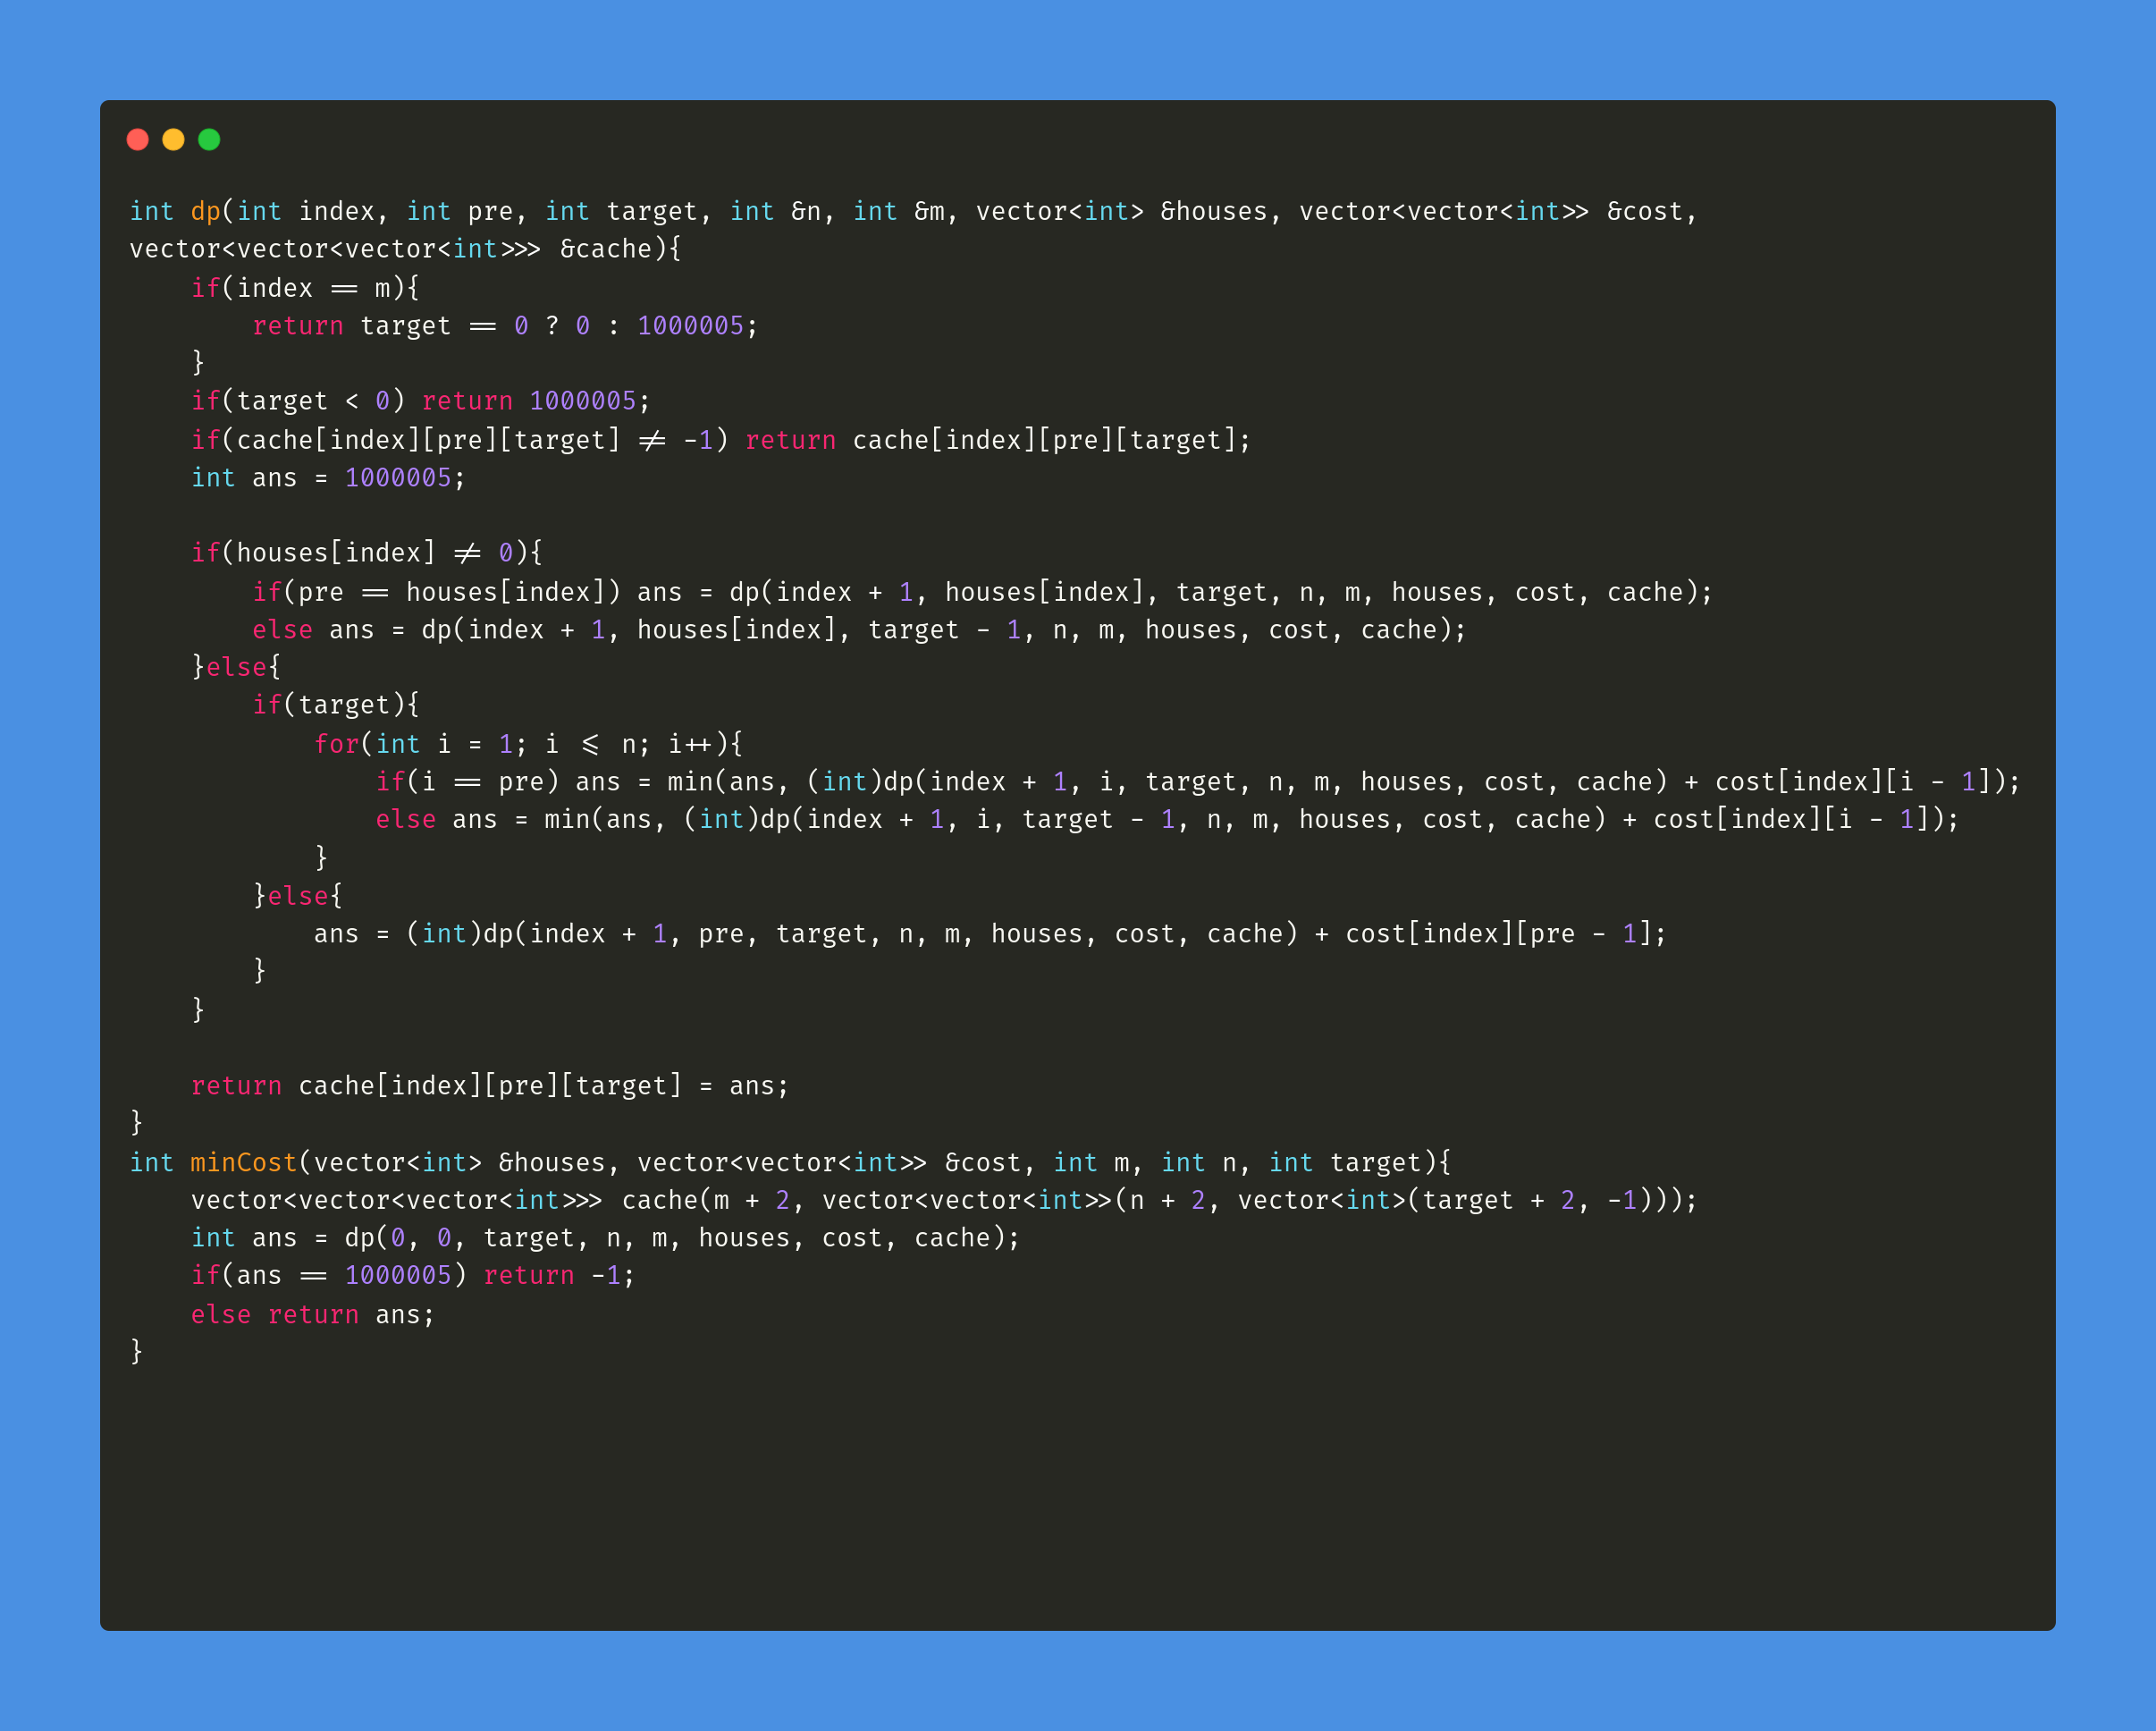 int dp(int index, int pre, int target, int &n, int &m, vector<int> &houses, vector<vector<int>> &cost,
vector<vector<vector<int>>> &cache){
    if(index == m){
        return target == 0 ? 0 : 1000005;
    }
    if(target < 0) return 1000005;
    if(cache[index][pre][target] != -1) return cache[index][pre][target];
    int ans = 1000005;

    if(houses[index] != 0){
        if(pre == houses[index]) ans = dp(index + 1, houses[index], target, n, m, houses, cost, cache);
        else ans = dp(index + 1, houses[index], target - 1, n, m, houses, cost, cache);
    }else{
        if(target){
            for(int i = 1; i <= n; i++){
                if(i == pre) ans = min(ans, (int)dp(index + 1, i, target, n, m, houses, cost, cache) + cost[index][i - 1]);
                else ans = min(ans, (int)dp(index + 1, i, target - 1, n, m, houses, cost, cache) + cost[index][i - 1]);
            }
        }else{
            ans = (int)dp(index + 1, pre, target, n, m, houses, cost, cache) + cost[index][pre - 1];
        }
    }

    return cache[index][pre][target] = ans;
}
int minCost(vector<int> &houses, vector<vector<int>> &cost, int m, int n, int target){
    vector<vector<vector<int>>> cache(m + 2, vector<vector<int>>(n + 2, vector<int>(target + 2, -1)));
    int ans = dp(0, 0, target, n, m, houses, cost, cache);
    if(ans == 1000005) return -1;
    else return ans;
}